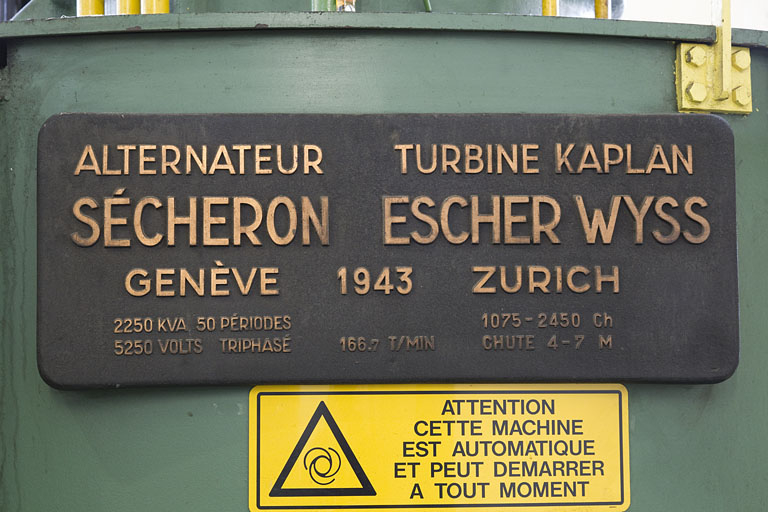 ALTERNATEUR TURBINE KAPLAN
SÉCHERON ESCHER WYSS
GENÈVE 1943 ZURICH
2250 KVA, 50 PÉRIODES 1075-2450 Ch
5250 VOLTS TRIPHASÉ 166.7 T/MIN CHUTE 4-7 M.
ATTENTION
CETTE MACHINE
EST AUTOMATIQUE
ET PEUT DEMARRER
A TOUT MOMENT